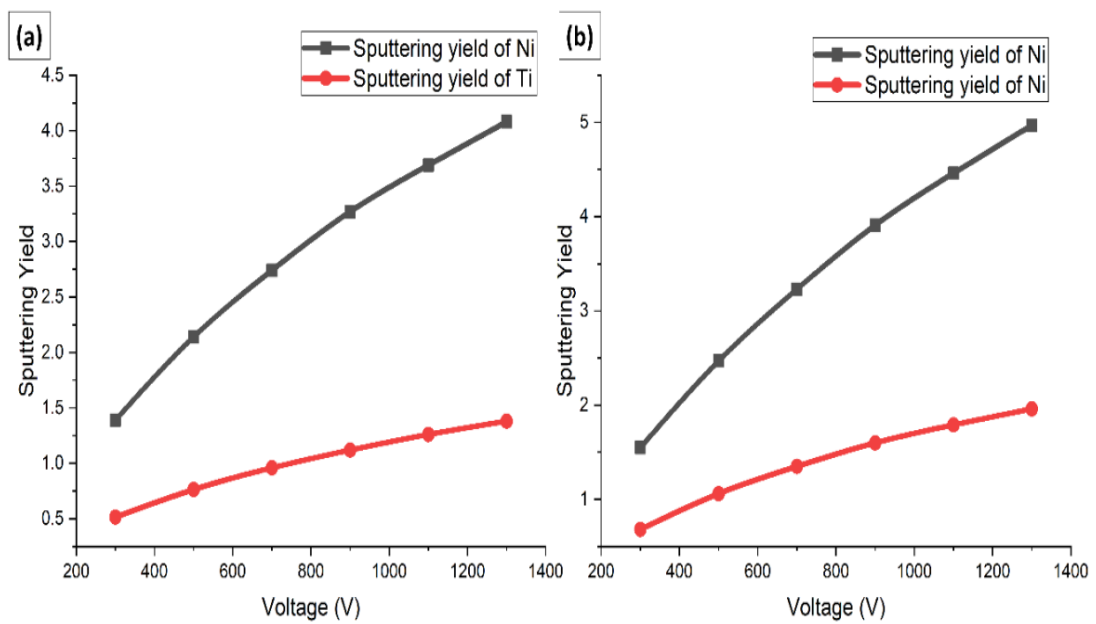 (a)
Sputtering yield of Ni
Sputtering yield of Ti
4.5
4.0
3.5
3.0
2.5
2.0
1.5
1.0
0.5
Sputtering Yield
200 400 600 800 1000 1200 1400
Voltage (V)
(b)
Sputtering yield of Ni
Sputtering yield of Ni
5
4
3
2
1
Sputtering Yield
200 400 600 800 1000 1200 1400
Voltage (V)